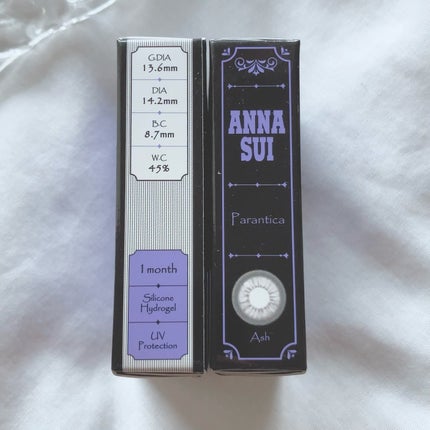 G.DIA
13.6mm
DIA
14.2mm
B.C
8.7mm
W.C
45%
1 month
Silicone
Hydrogel
UV
Protection
ANNA
SUI
Parantica
Ash